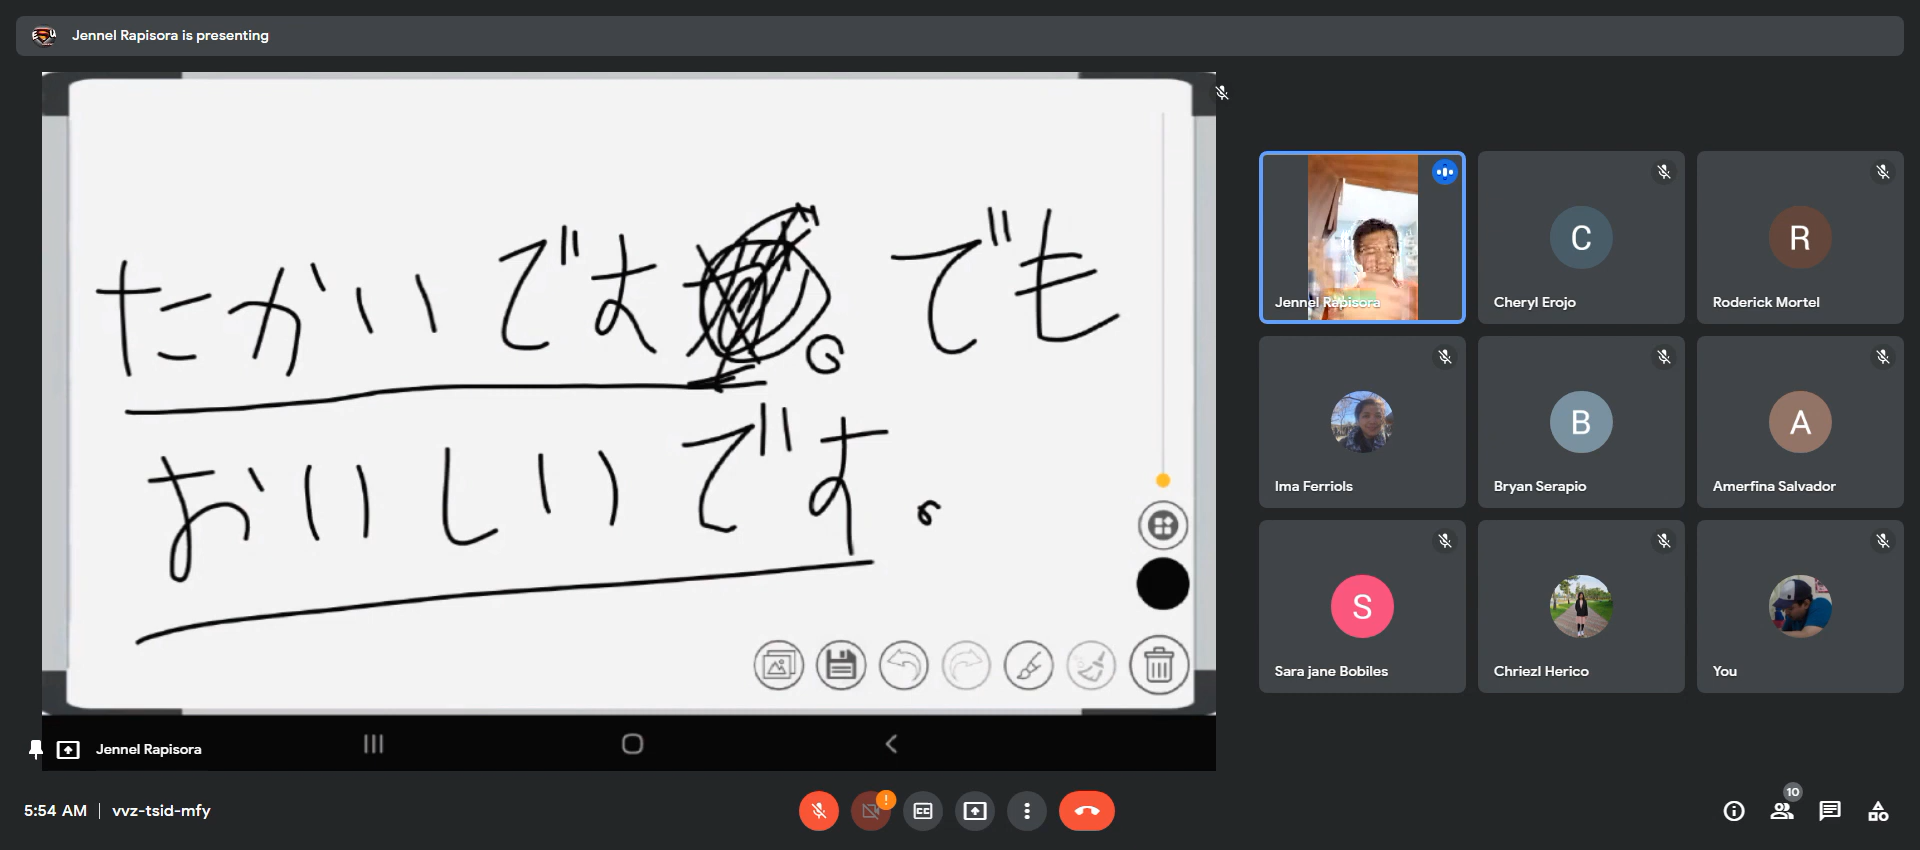 Jennel Rapisora is presenting
たかいです。でも
おいしいです。
Jennel Rapisora
Cheryl Erojo
Roderick Mortel
Ima Ferriols
Bryan Serapio
Amerfina Salvador
Sara jane Bobiles
Chriezl Herico
You
C
R
B
A
S
Jennel Rapisora
5:54 AM | vvz-tsid-mfy
CC
10